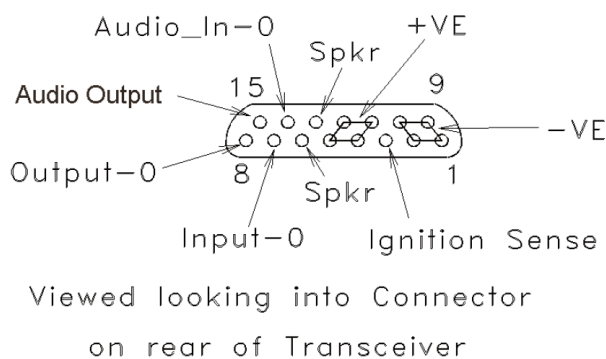 Audio_In-0
+VE
Spkr
15
9
Audio Output
-VE
Output-0
8
Spkr
1
Input-0
Ignition Sense
Viewed looking into Connector
on rear of Transceiver